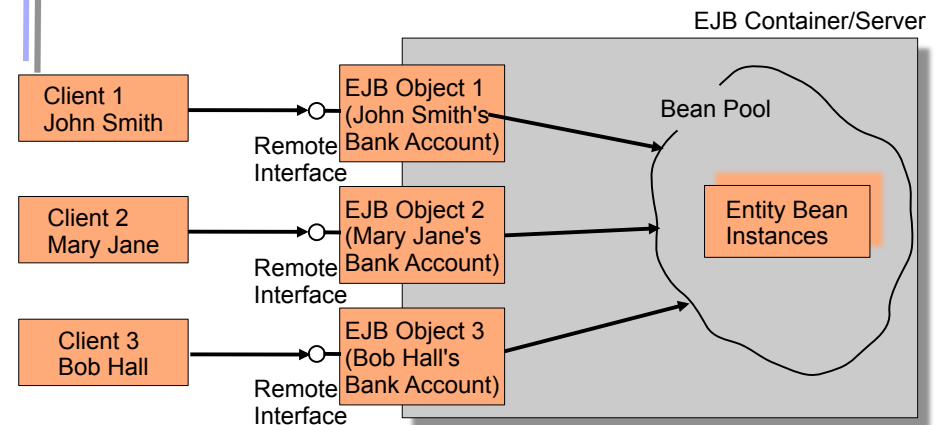 EJB Container/Server
Client 1
John Smith
Remote
Interface
EJB Object 1
(John Smith's
Bank Account)
Bean Pool
Client 2
Mary Jane
Remote
Interface
EJB Object 2
(Mary Jane's
Bank Account)
Entity Bean
Instances
Client 3
Bob Hall
Remote
Interface
EJB Object 3
(Bob Hall's
Bank Account)